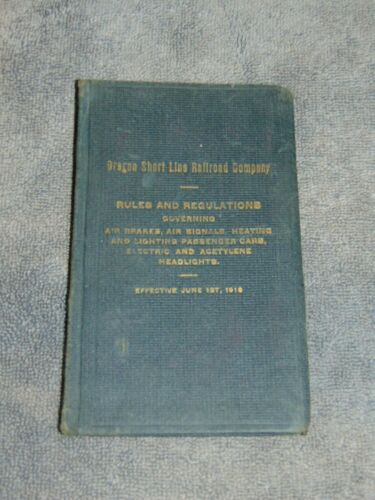 Oregon Short Line Railroad Company
RULES AND REGULATIONS
GOVERNING
AIR BRAKES, AIR SIGNALS, HEATING
AND LIGHTING PASSENGER CARS,
ELECTRIC AND ACETYLENE
HEADLIGHTS.
EFFECTIVE JUNE 1ST,